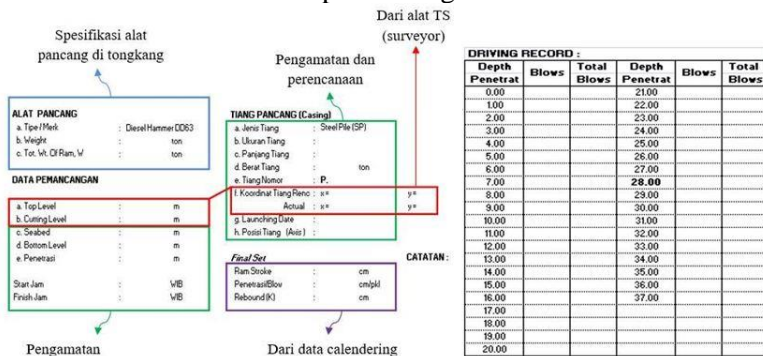 Dari alat TS
(surveyor)
Spesifikasi alat
pancang di tongkang
Pengamatan dan
perencanaan
ALAT PANCANG
a. Tipe / Merk : Diesel Hammer DD63
b. Weight : ton
c. Tot. Wt. Of Ram, W : ton
DATA PEMANCANGAN
a. Top Level : m
b. Cutting Level : m
c. Seabed : m
d. Bottom Level : m
e. Penetrasi : m
Start Jam : WIB
Finish Jam : WIB
Pengamatan
TIANG PANCANG (Casing)
a. Jenis Tiang : Steel Pile (SP)
b. Ukuran Tiang :
c. Panjang Tiang :
d. Berat Tiang : ton
e. Tiang Nomor : P.
f. Koordinat Tiang Renc : x= y=
Actual : x= y=
g. Launching Date :
h. Posisi Tiang (Axis) :
Final Set
Ram Stroke : cm
Penetrasi/Blow : cm/pkl
Rebound (K) : cm
CATATAN :
Dari data calendering
DRIVING RECORD :
Depth Penetrat Blows Total Blows Depth Penetrat Blows Total Blows
0.00 21.00
1.00 22.00
2.00 23.00
3.00 24.00
4.00 25.00
5.00 26.00
6.00 27.00
7.00 28.00
8.00 29.00
9.00 30.00
10.00 31.00
11.00 32.00
12.00 33.00
13.00 34.00
14.00 35.00
15.00 36.00
16.00 37.00
17.00
18.00
19.00
20.00